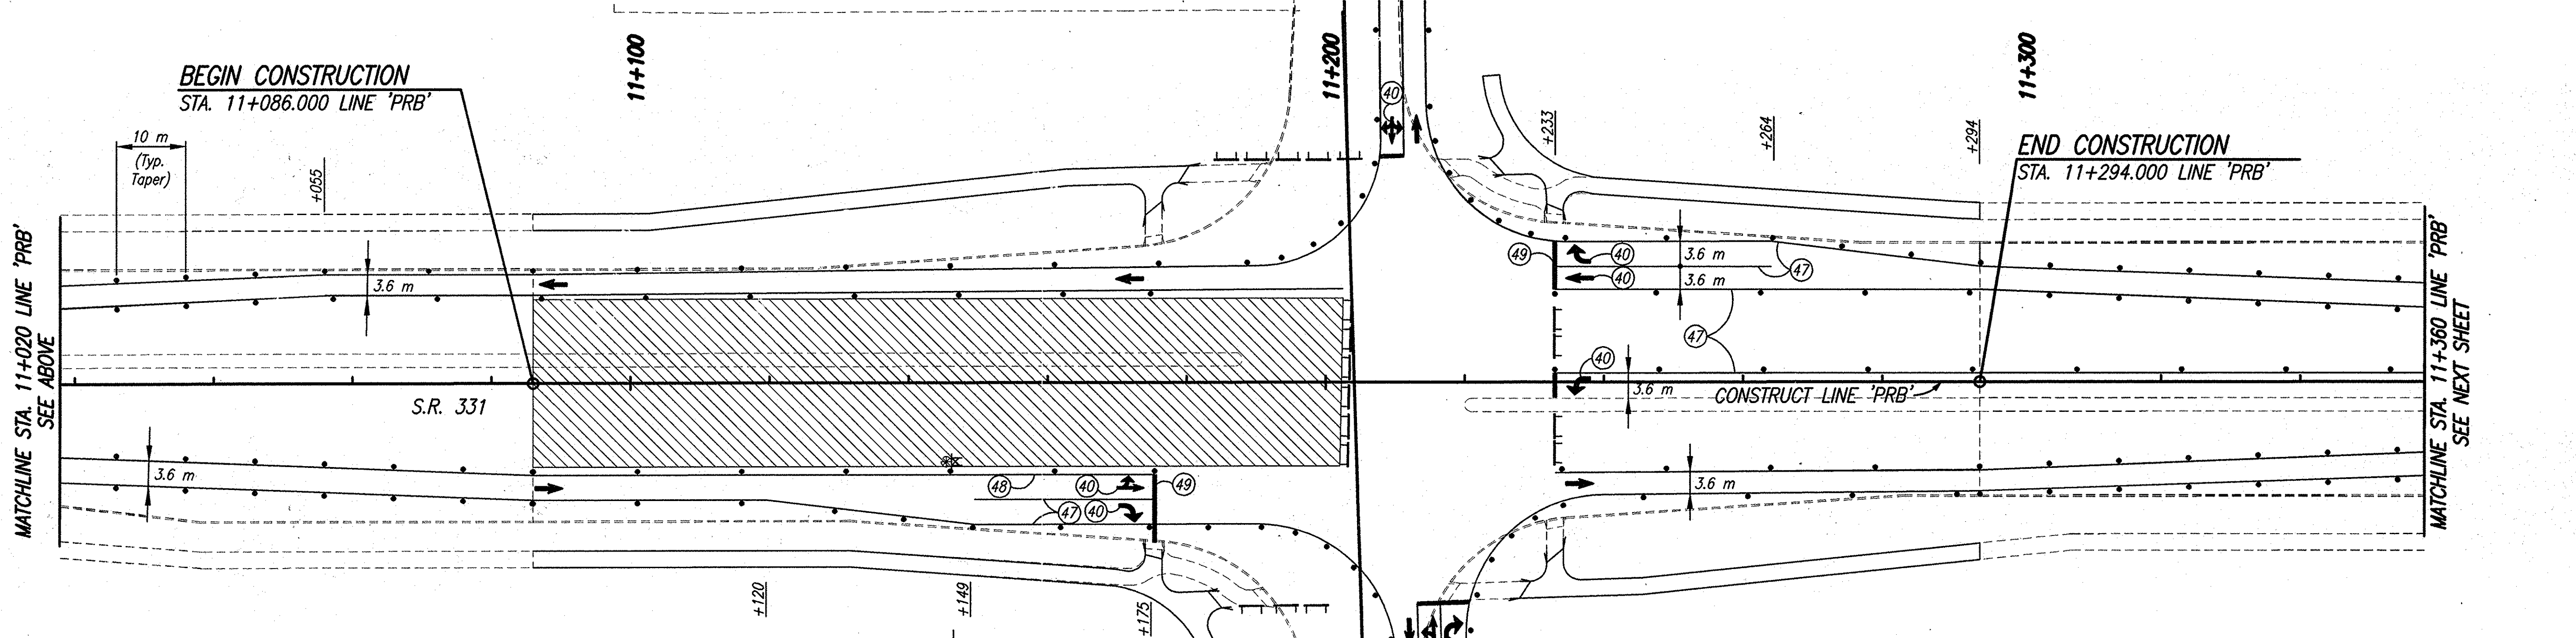 BEGIN CONSTRUCTION
STA. 11+086.000 LINE 'PRB'
11+100
11+200
11+300
40
10 m
(Typ.
Taper)
+055
+233
+264
+294
END CONSTRUCTION
STA. 11+294.000 LINE 'PRB'
MATCHLINE STA. 11+020 LINE 'PRB'
SEE ABOVE
3.6 m
49
40
3.6 m
40
3.6 m
47
47
40
3.6 m
CONSTRUCT LINE 'PRB'
S.R. 331
MATCHLINE STA. 11+360 LINE 'PRB'
SEE NEXT SHEET
3.6 m
48
40
49
47
40
3.6 m
+120
+149
+175